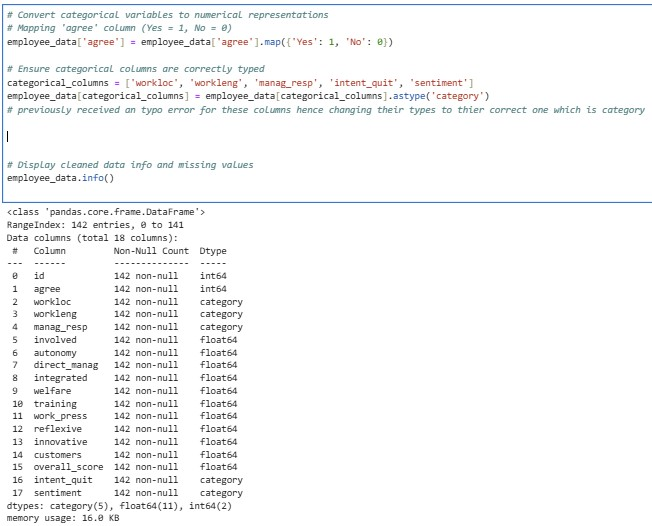 # Convert categorical variables to numerical representations
# Mapping 'agree' column (Yes = 1, No = 0)
employee_data['agree'] = employee_data['agree'].map({'Yes': 1, 'No': 0})
# Ensure categorical columns are correctly typed
categorical_columns = ['workloc', 'workleng', 'manag_resp', 'intent_quit', 'sentiment']
employee_data[categorical_columns] = employee_data[categorical_columns].astype('category')
# previously received an typo error for these columns hence changing their types to thier correct one which is category
# Display cleaned data info and missing values
employee_data.info()
<class 'pandas.core.frame.DataFrame'>
RangeIndex: 142 entries, 0 to 141
Data columns (total 18 columns):
 #   Column         Non-Null Count  Dtype
---  ------         --------------  -----
 0   id             142 non-null    int64
 1   agree          142 non-null    int64
 2   workloc        142 non-null    category
 3   workleng       142 non-null    category
 4   manag_resp     142 non-null    category
 5   involved       142 non-null    float64
 6   autonomy       142 non-null    float64
 7   direct_manag   142 non-null    float64
 8   integrated     142 non-null    float64
 9   welfare        142 non-null    float64
 10  training       142 non-null    float64
 11  work_press     142 non-null    float64
 12  reflexive      142 non-null    float64
 13  innovative     142 non-null    float64
 14  customers      142 non-null    float64
 15  overall_score  142 non-null    float64
 16  intent_quit    142 non-null    category
 17  sentiment      142 non-null    category
dtypes: category(5), float64(11), int64(2)
memory usage: 16.0 KB